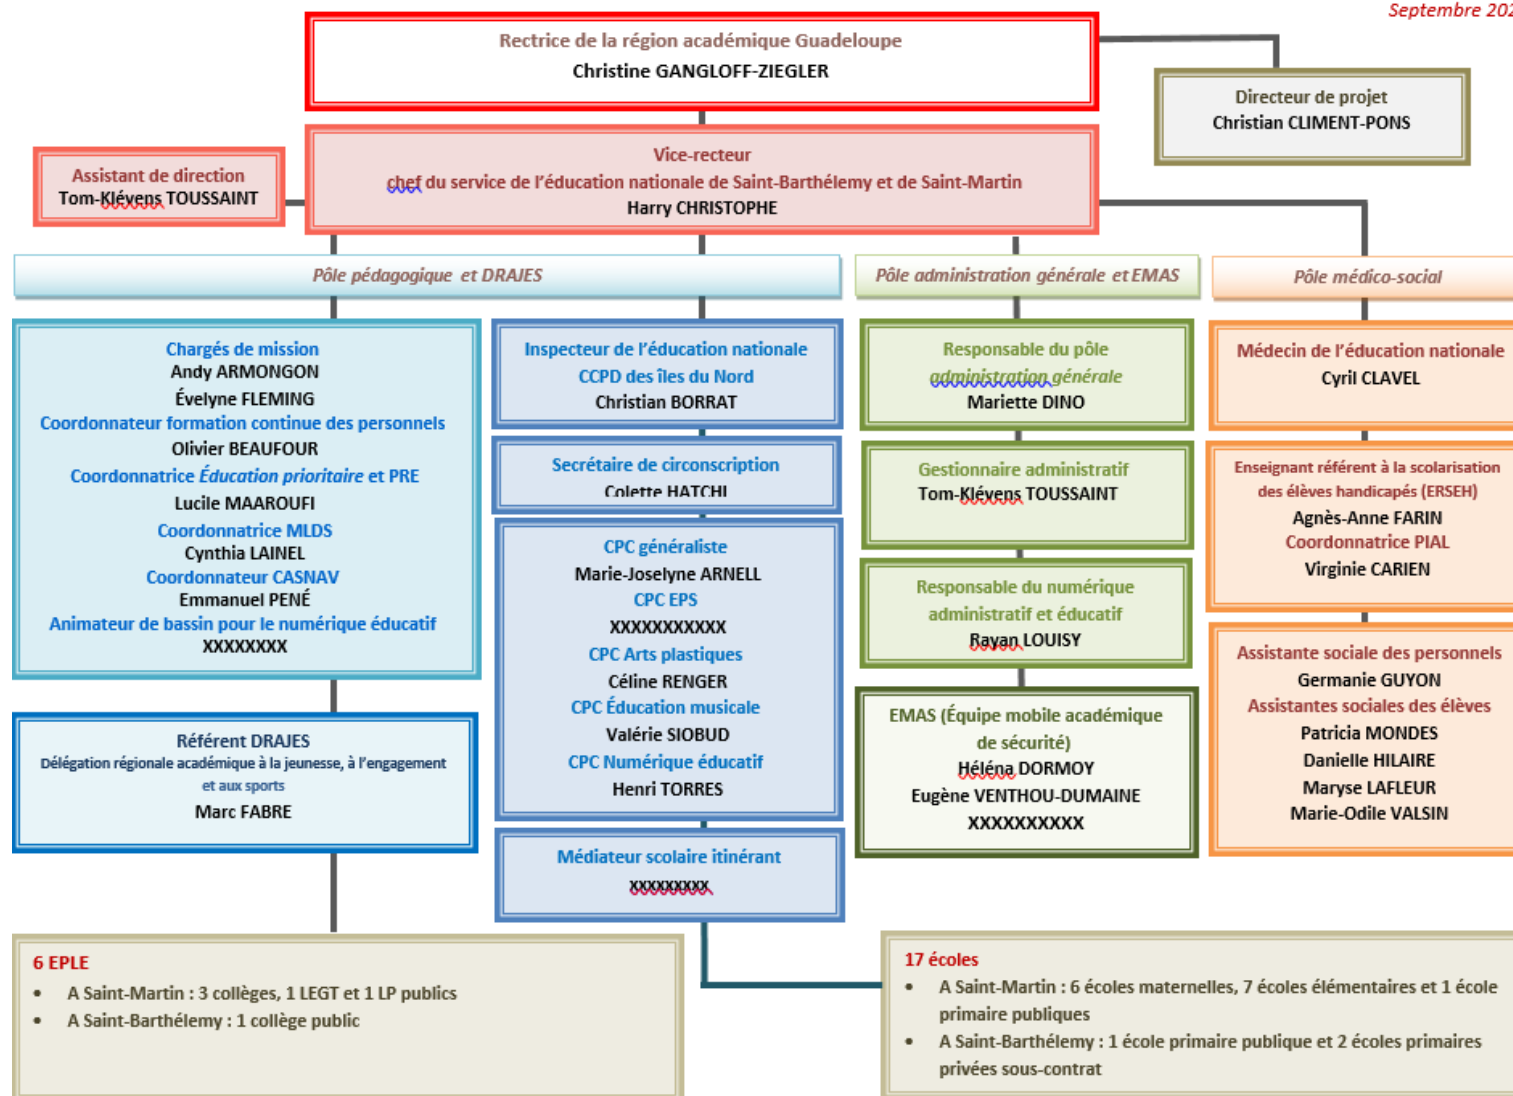 Septembre 202
Rectrice de la région académique Guadeloupe
Christine GANGLOFF-ZIEGLER
Directeur de projet
Christian CLIMENT-PONS
Assistant de direction
Tom-Klévens TOUSSAINT
Vice-recteur
chef du service de l'éducation nationale de Saint-Barthélemy et de Saint-Martin
Harry CHRISTOPHE
Pôle pédagogique et DRAJES
Pôle administration générale et EMAS
Pôle médico-social
Chargés de mission
Andy ARMONGON
Évelyne FLEMING
Coordonnateur formation continue des personnels
Olivier BEAUFOUR
Coordonnatrice Éducation prioritaire et PRE
Lucile MAAROUFI
Coordonnatrice MLDS
Cynthia LAINEL
Coordonnateur CASNAV
Emmanuel PENÉ
Animateur de bassin pour le numérique éducatif
XXXXXXXX
Référent DRAJES
Délégation régionale académique à la jeunesse, à l'engagement
et aux sports
Marc FABRE
Inspecteur de l'éducation nationale
CCPD des îles du Nord
Christian BORRAT
Secrétaire de circonscription
Colette HATCHI
CPC généraliste
Marie-Joselyne ARNELL
CPC EPS
XXXXXXXXXXX
CPC Arts plastiques
Céline RENGER
CPC Éducation musicale
Valérie SIOBUD
CPC Numérique éducatif
Henri TORRES
Médiateur scolaire itinérant
XXXXXXXXX
Responsable du pôle
administration générale
Mariette DINO
Gestionnaire administratif
Tom-Klévens TOUSSAINT
Responsable du numérique
administratif et éducatif
Rayan LOUISY
EMAS (Équipe mobile académique
de sécurité)
Héléna DORMOY
Eugène VENTHOU-DUMAINE
XXXXXXXXXX
Médecin de l'éducation nationale
Cyril CLAVEL
Enseignant référent à la scolarisation
des élèves handicapés (ERSEH)
Agnès-Anne FARIN
Coordonnatrice PIAL
Virginie CARIEN
Assistante sociale des personnels
Germanie GUYON
Assistantes sociales des élèves
Patricia MONDES
Danielle HILAIRE
Maryse LAFLEUR
Marie-Odile VALSIN
6 EPLE
• A Saint-Martin : 3 collèges, 1 LEGT et 1 LP publics
• A Saint-Barthélemy : 1 collège public
17 écoles
• A Saint-Martin : 6 écoles maternelles, 7 écoles élémentaires et 1 école
primaire publiques
• A Saint-Barthélemy : 1 école primaire publique et 2 écoles primaires
privées sous-contrat